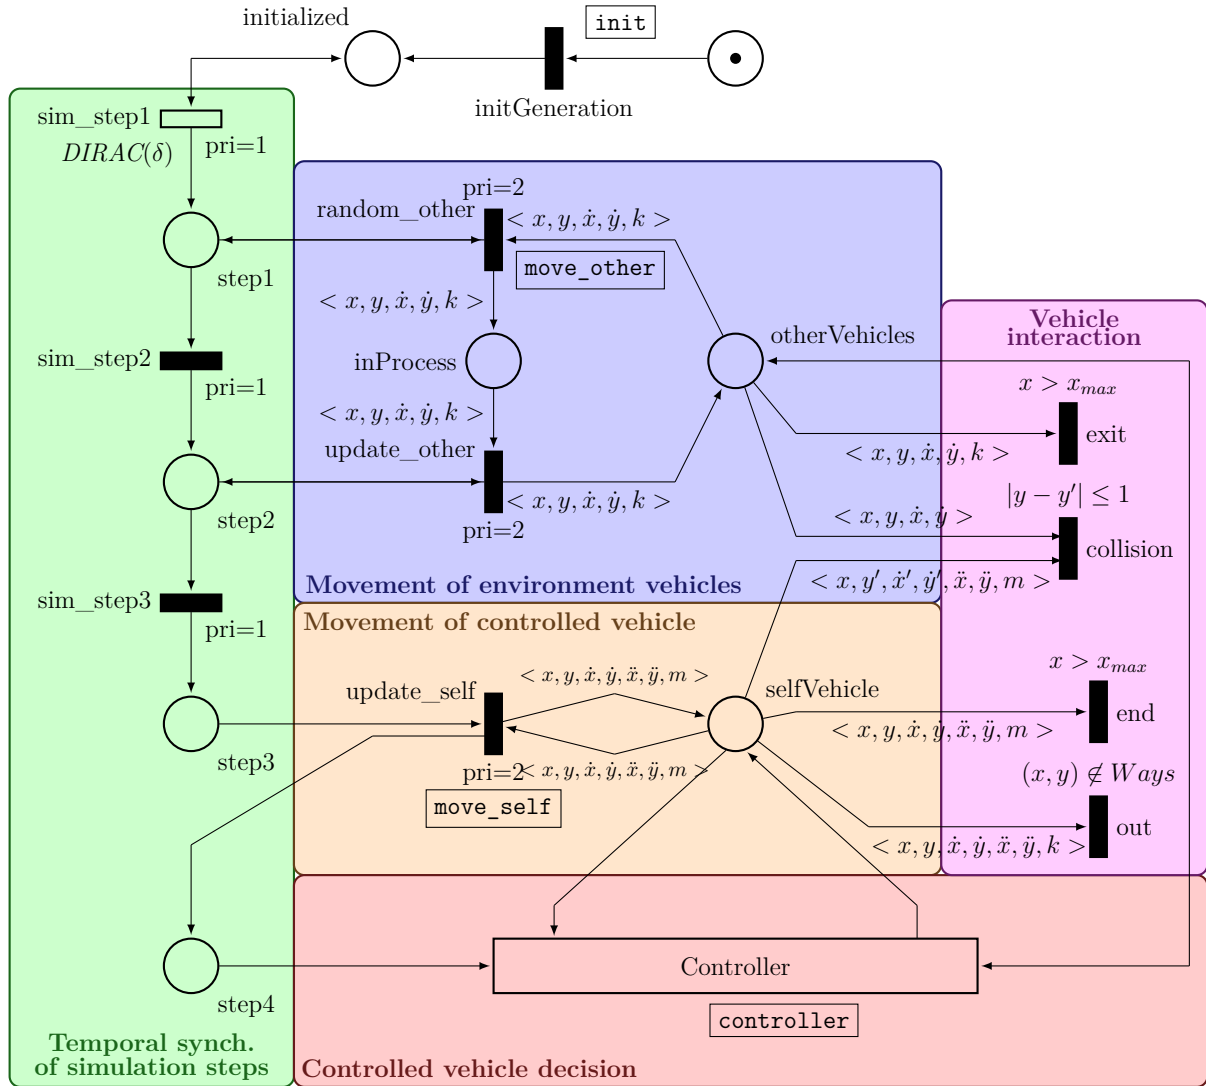 initialized
init
initGeneration
sim_step1
pri=1
DIRAC(δ)
step1
sim_step2
pri=1
step2
sim_step3
pri=1
step3
step4
Temporal synch.
of simulation steps
pri=2
random_other
< x, y, ẋ, ẏ, k >
move_other
< x, y, ẋ, ẏ, k >
inProcess
otherVehicles
< x, y, ẋ, ẏ, k >
update_other
< x, y, ẋ, ẏ, k >
pri=2
Movement of environment vehicles
Vehicle
interaction
x > x_max
exit
< x, y, ẋ, ẏ, k >
|y − y′| ≤ 1
< x, y, ẋ, ẏ >
collision
< x, y′, ẋ′, ẏ′, ẍ, ÿ, m >
Movement of controlled vehicle
< x, y, ẋ, ẏ, ẍ, ÿ, m >
update_self
selfVehicle
< x, y, ẋ, ẏ, ẍ, ÿ, m >
pri=2
move_self
x > x_max
end
< x, y, ẋ, ẏ, ẍ, ÿ, m >
(x, y) ∉ Ways
out
< x, y, ẋ, ẏ, ẍ, ÿ, k >
Controller
controller
Controlled vehicle decision